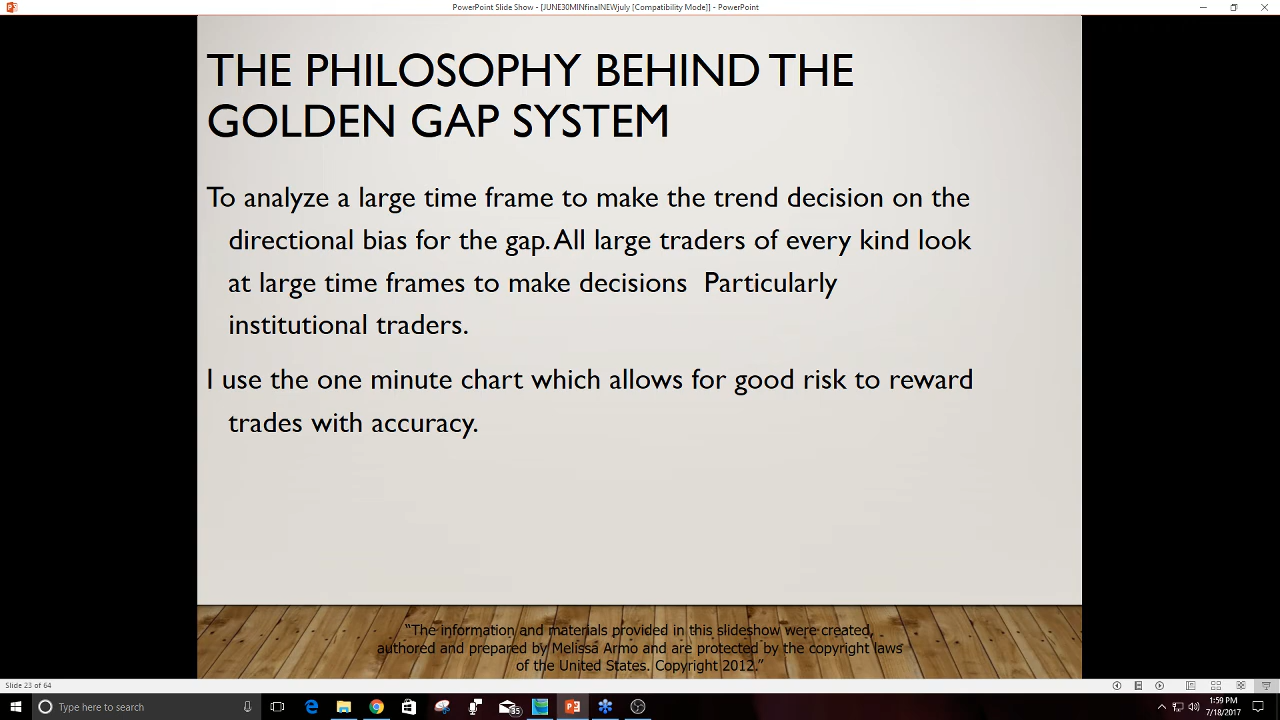 PowerPoint Slide Show - [JUNE30MINfinalNEWjuly [Compatibility Mode]] - PowerPoint
THE PHILOSOPHY BEHIND THE
GOLDEN GAP SYSTEM
To analyze a large time frame to make the trend decision on the
directional bias for the gap. All large traders of every kind look
at large time frames to make decisions  Particularly
institutional traders.
I use the one minute chart which allows for good risk to reward
trades with accuracy.
“The information and materials provided in this slideshow were created,
authored and prepared by Melissa Armo and are protected by the copyright laws
of the United States. Copyright 2012.”
Slide 23 of 64
Type here to search
35
1:59 PM
7/18/2017